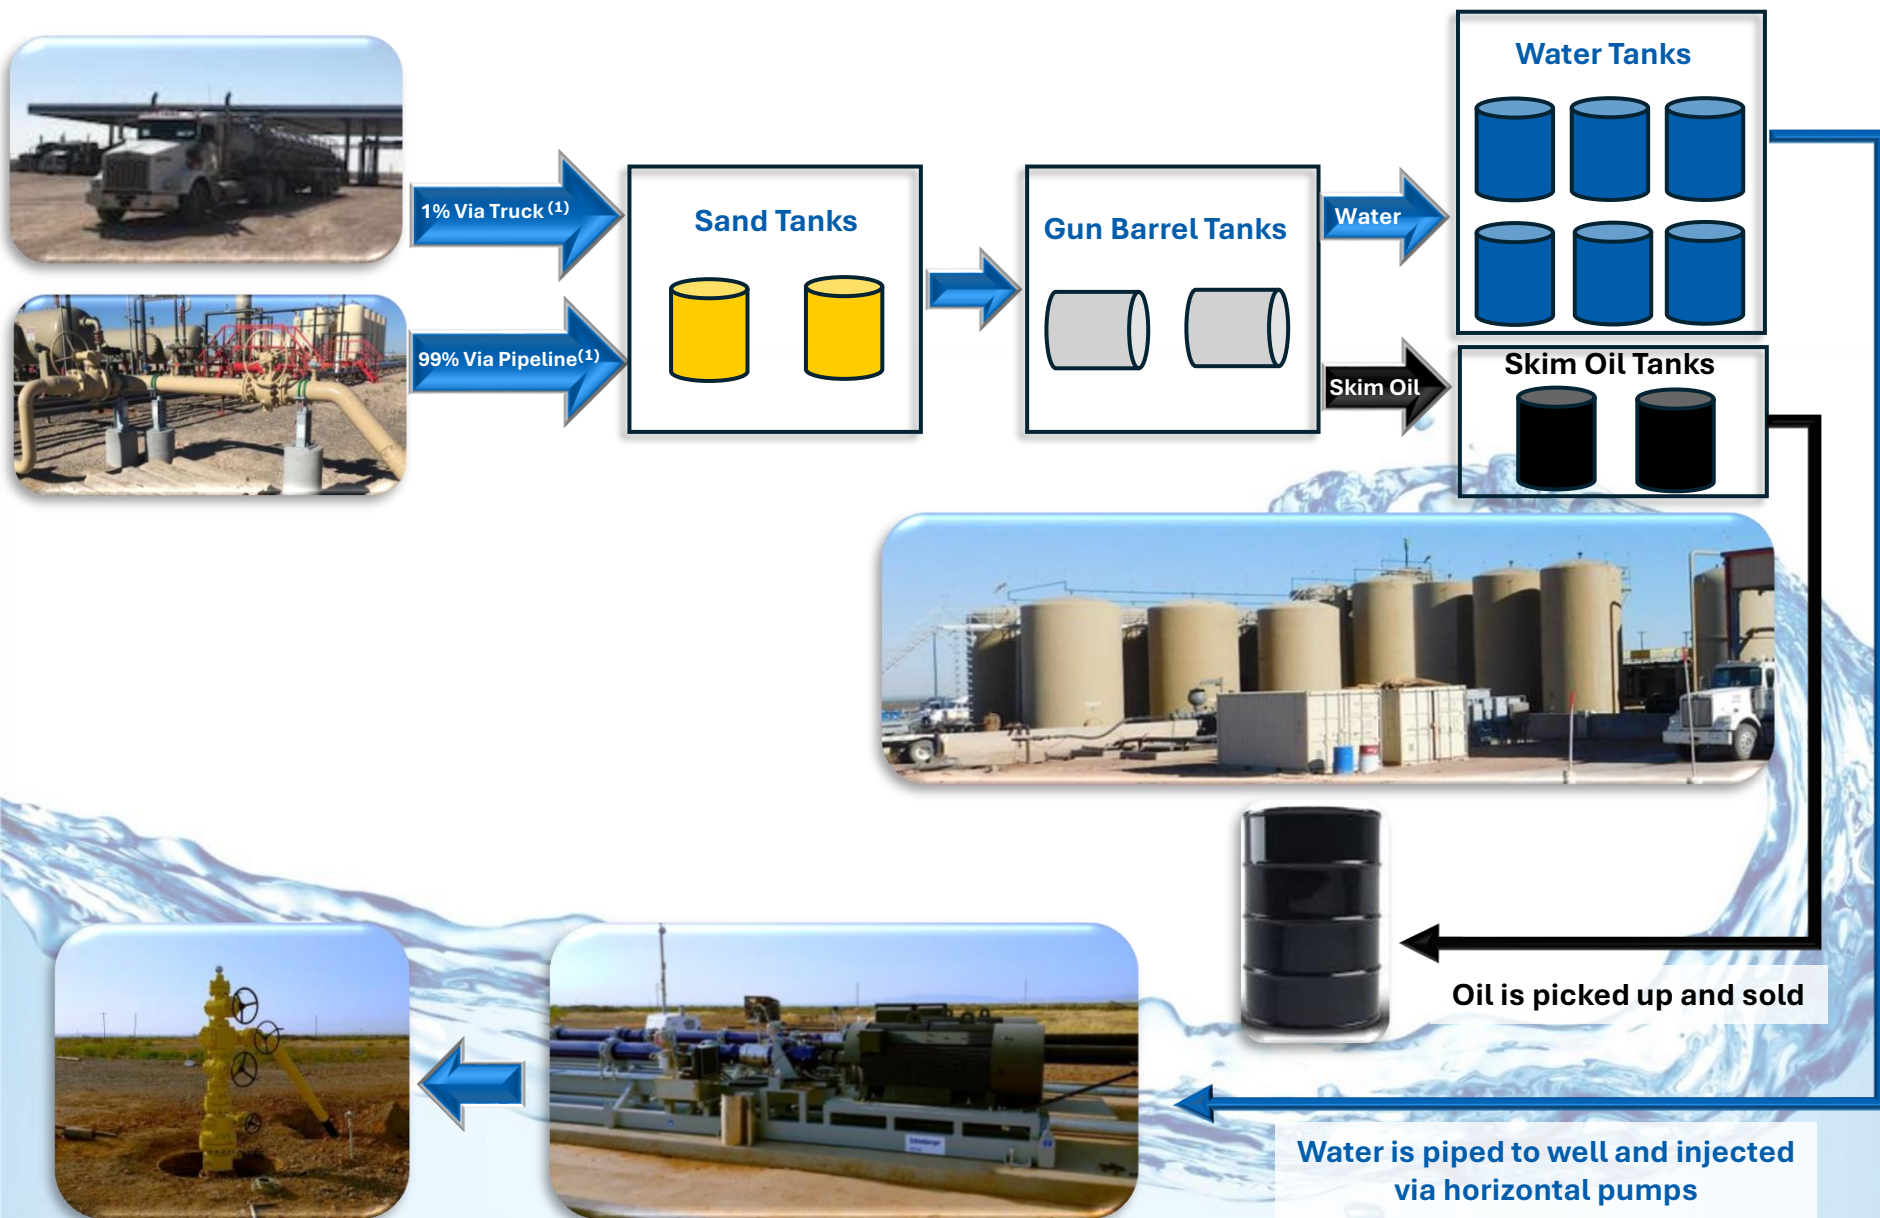 Water Tanks
1% Via Truck (1)
Sand Tanks
Gun Barrel Tanks
Water
99% Via Pipeline(1)
Skim Oil
Skim Oil Tanks
Oil is picked up and sold
Schlumberger
Water is piped to well and injected
via horizontal pumps